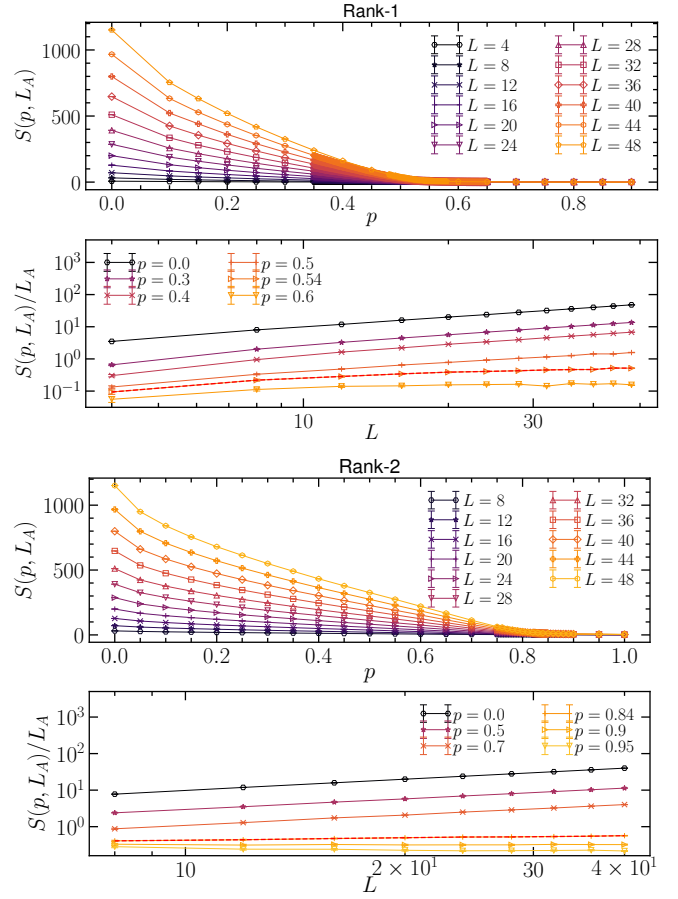 Rank-1
S(p, L_A)
1000
500
0
L = 4
L = 8
L = 12
L = 16
L = 20
L = 24
L = 28
L = 32
L = 36
L = 40
L = 44
L = 48
0.0 0.2 0.4 0.6 0.8
p
S(p, L_A)/L_A
10^3
10^2
10^1
10^0
10^−1
p = 0.0
p = 0.3
p = 0.4
p = 0.5
p = 0.54
p = 0.6
10 30
L
Rank-2
S(p, L_A)
1000
500
0
L = 8
L = 12
L = 16
L = 20
L = 24
L = 28
L = 32
L = 36
L = 40
L = 44
L = 48
0.0 0.2 0.4 0.6 0.8 1.0
p
S(p, L_A)/L_A
10^3
10^2
10^1
10^0
p = 0.0
p = 0.5
p = 0.7
p = 0.84
p = 0.9
p = 0.95
10 2 × 10^1 30 4 × 10^1
L